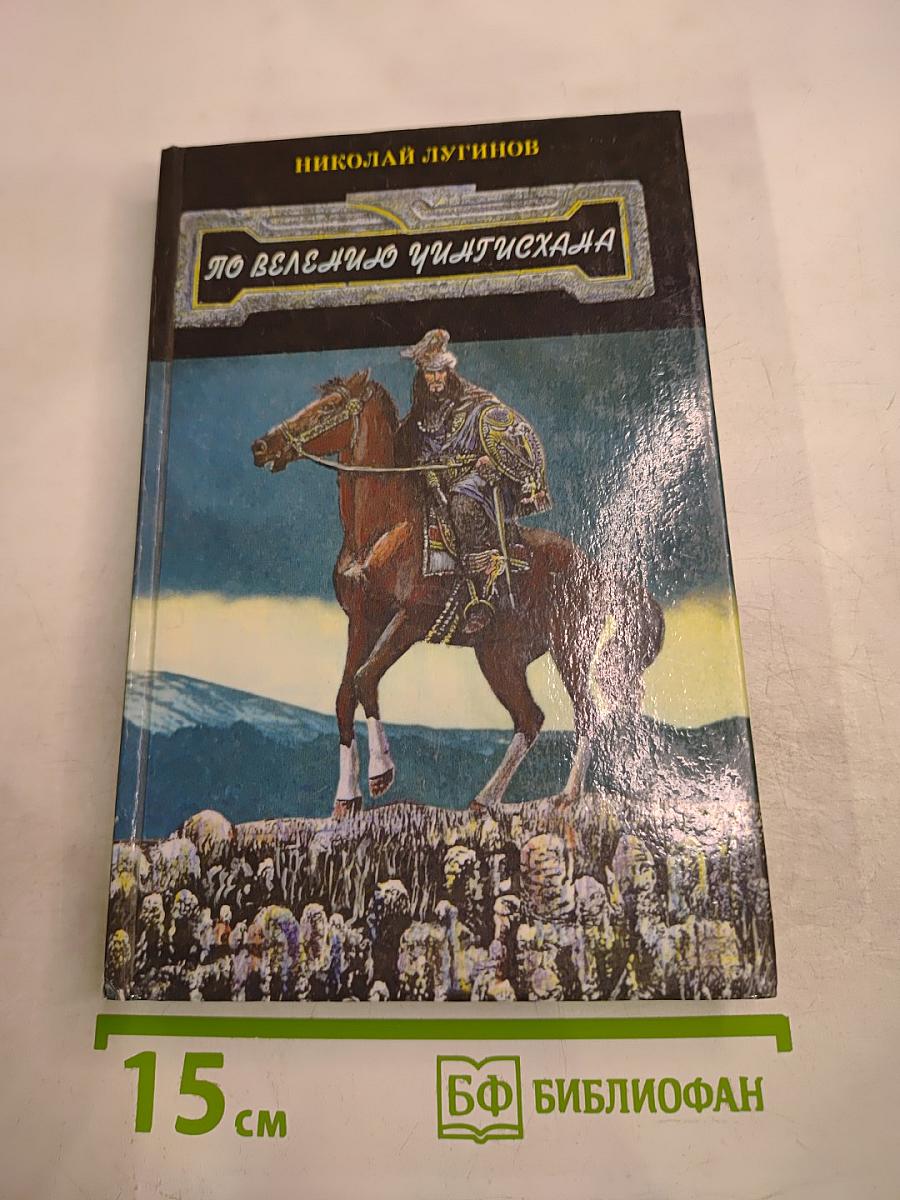 НИКОЛАЙ ЛУГИНОВ
ПО ВЕЛЕНИЮ ЧИНГИСХАНА
15 см
БФ БИБЛИОФАН